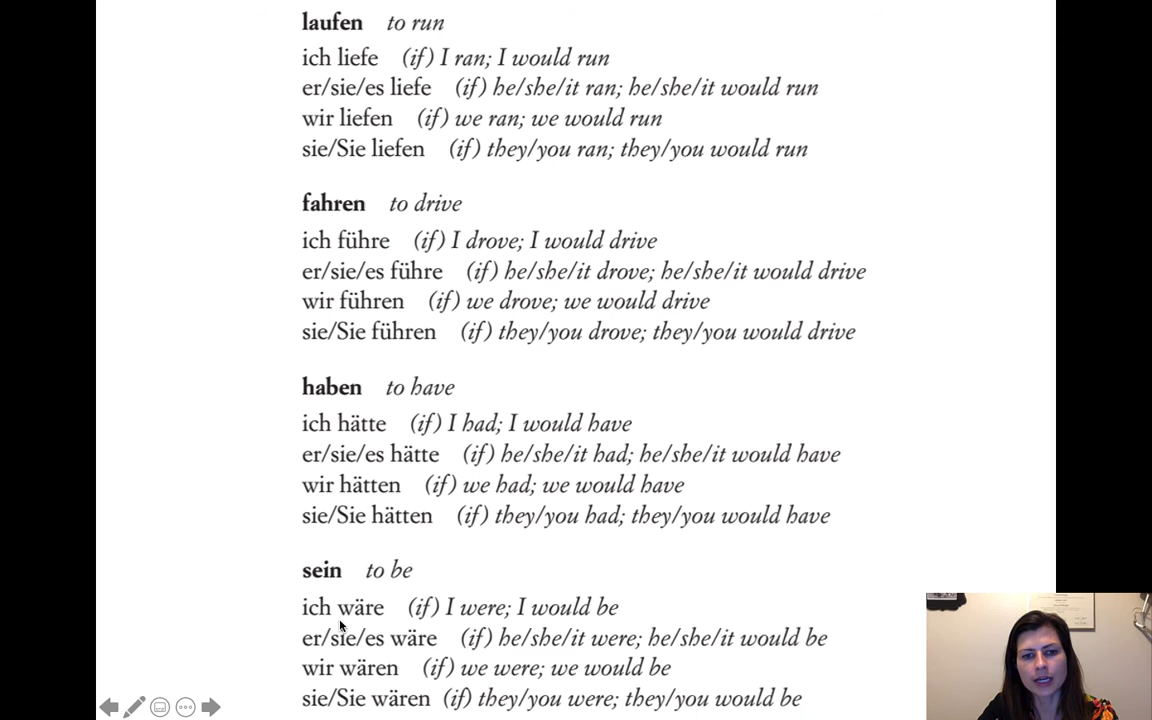 laufen to run
ich liefe (if) I ran; I would run
er/sie/es liefe (if) he/she/it ran; he/she/it would run
wir liefen (if) we ran; we would run
sie/Sie liefen (if) they/you ran; they/you would run
fahren to drive
ich führe (if) I drove; I would drive
er/sie/es führe (if) he/she/it drove; he/she/it would drive
wir führen (if) we drove; we would drive
sie/Sie führen (if) they/you drove; they/you would drive
haben to have
ich hätte (if) I had; I would have
er/sie/es hätte (if) he/she/it had; he/she/it would have
wir hätten (if) we had; we would have
sie/Sie hätten (if) they/you had; they/you would have
sein to be
ich wäre (if) I were; I would be
er/sie/es wäre (if) he/she/it were; he/she/it would be
wir wären (if) we were; we would be
sie/Sie wären (if) they/you were; they/you would be